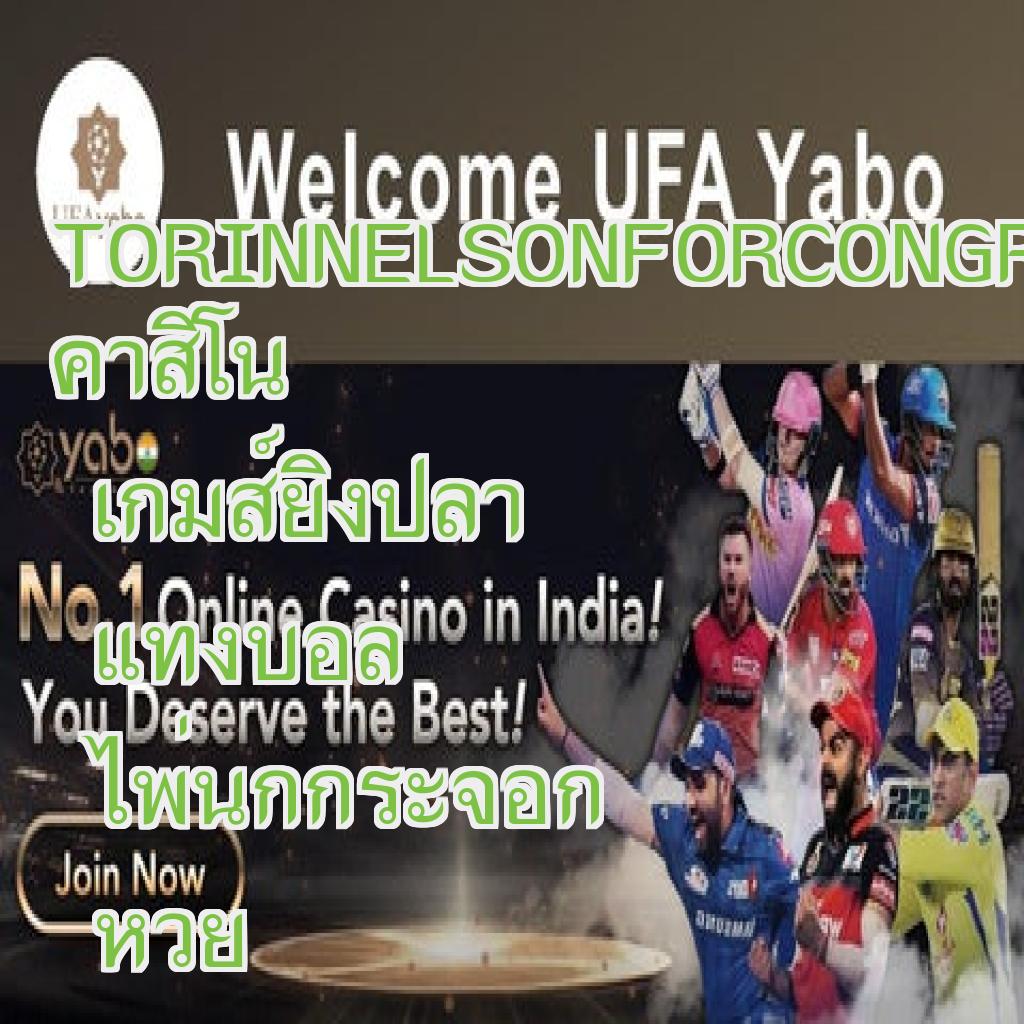 Welcome UFA Yabo
UFAyabo
TORINNELSONFORCONGR
คาสิโน
yabo
เกมส์ยิงปลา
No.1 Online Casino in India!
แทงบอล
You Deserve the Best!
ไพ่นกกระจอก
Join Now
หวย
22